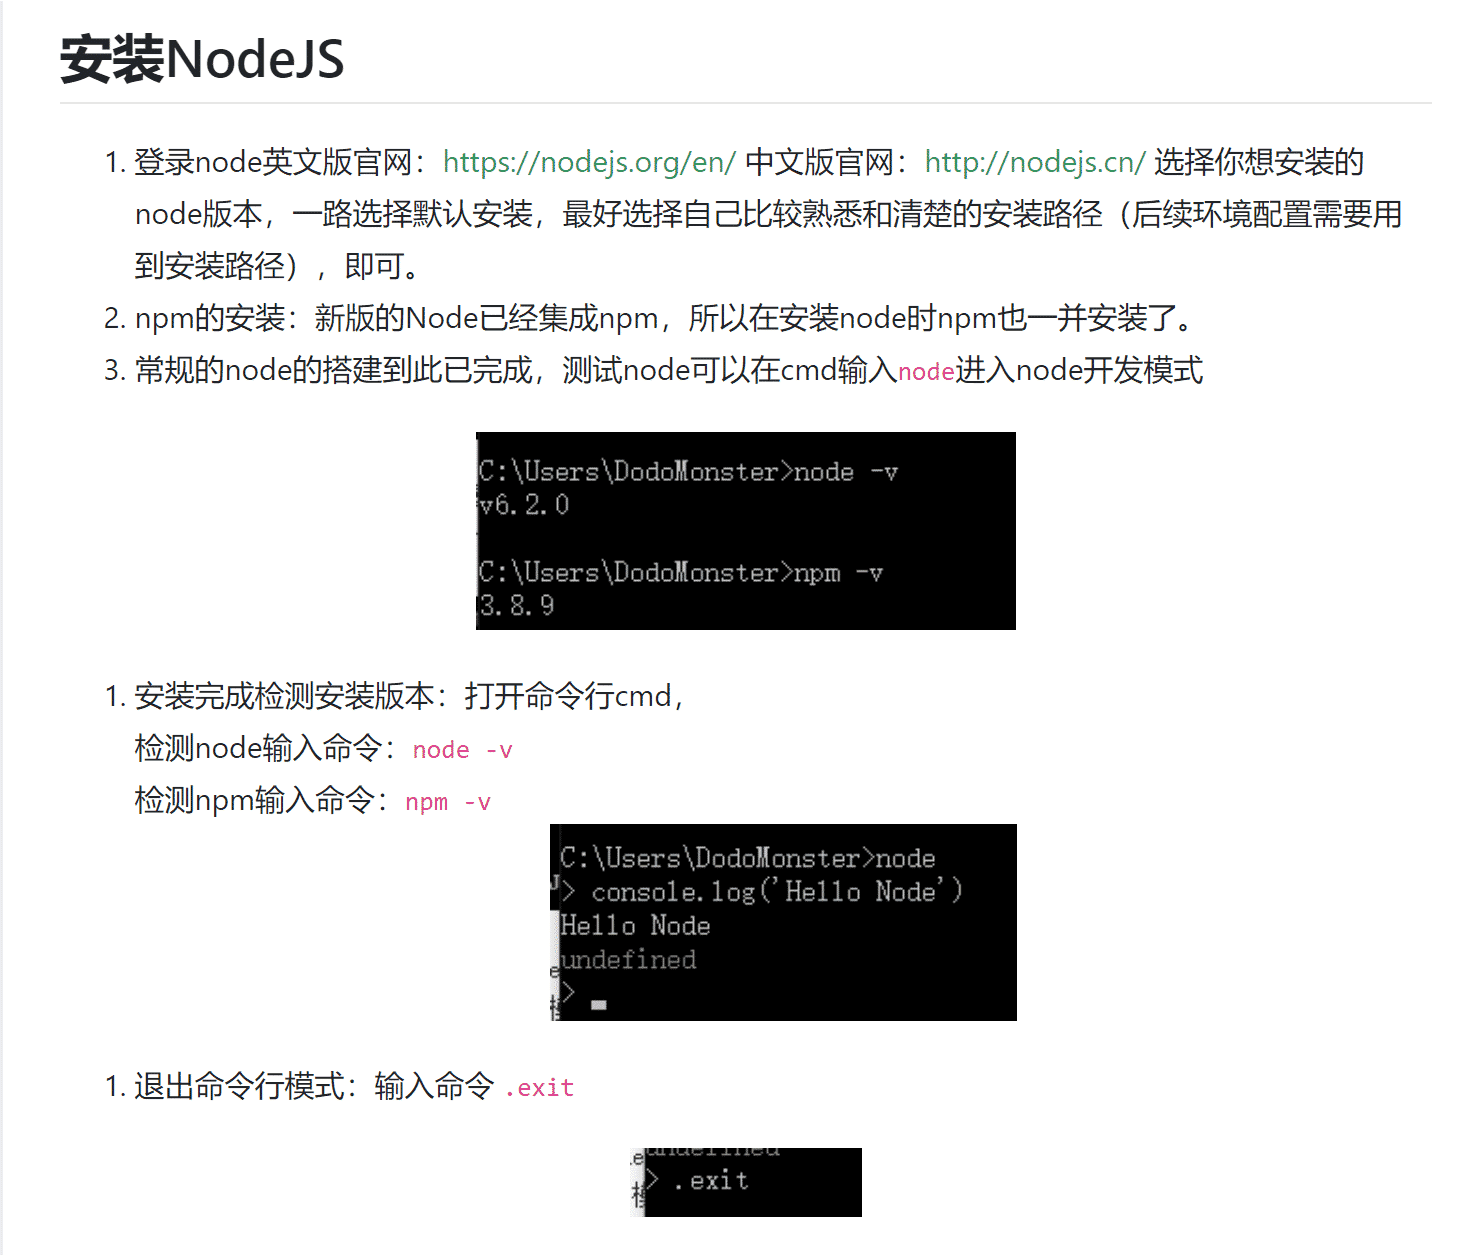 安装NodeJS
1. 登录node英文版官网：https://nodejs.org/en/ 中文版官网：http://nodejs.cn/ 选择你想安装的
node版本，一路选择默认安装，最好选择自己比较熟悉和清楚的安装路径（后续环境配置需要用
到安装路径），即可。
2. npm的安装：新版的Node已经集成npm，所以在安装node时npm也一并安装了。
3. 常规的node的搭建到此已完成，测试node可以在cmd输入node进入node开发模式
C:\Users\DodoMonster>node -v
v6.2.0
C:\Users\DodoMonster>npm -v
3.8.9
1. 安装完成检测安装版本：打开命令行cmd，
检测node输入命令：node -v
检测npm输入命令：npm -v
C:\Users\DodoMonster>node
> console.log('Hello Node')
Hello Node
undefined
>
1. 退出命令行模式：输入命令 .exit
undefined
> .exit